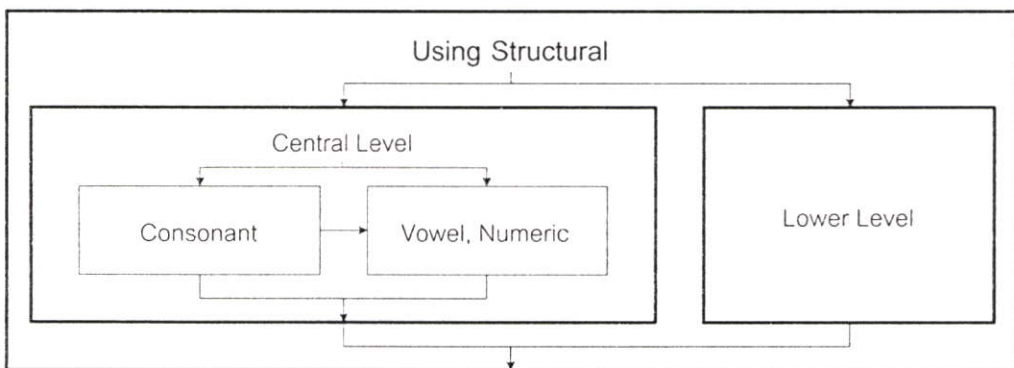 Using Structural
Central Level
Consonant
Vowel, Numeric
Lower Level